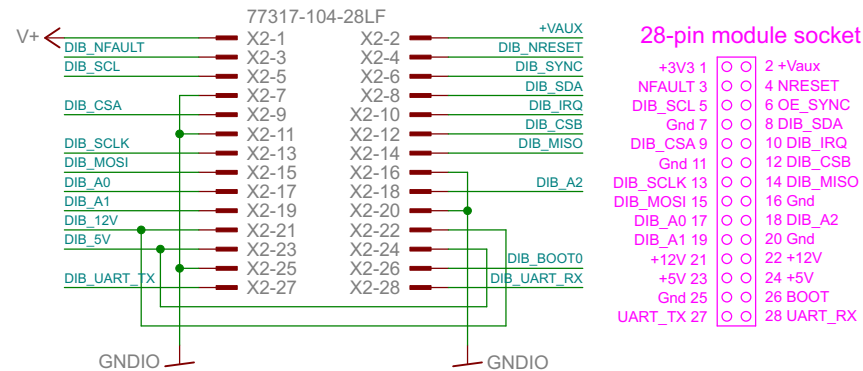 77317-104-28LF
V+ X2-1 X2-2 +VAUX
DIB_NFAULT X2-3 X2-4 DIB_NRESET
DIB_SCL X2-5 X2-6 DIB_SYNC
X2-7 X2-8 DIB_SDA
DIB_CSA X2-9 X2-10 DIB_IRQ
X2-11 X2-12 DIB_CSB
DIB_SCLK X2-13 X2-14 DIB_MISO
DIB_MOSI X2-15 X2-16
DIB_A0 X2-17 X2-18 DIB_A2
DIB_A1 X2-19 X2-20
DIB_12V X2-21 X2-22
DIB_5V X2-23 X2-24
X2-25 X2-26 DIB_BOOT0
DIB_UART_TX X2-27 X2-28 DIB_UART_RX
GNDIO GNDIO
28-pin module socket
+3V3 1 2 +Vaux
NFAULT 3 4 NRESET
DIB_SCL 5 6 OE_SYNC
Gnd 7 8 DIB_SDA
DIB_CSA 9 10 DIB_IRQ
Gnd 11 12 DIB_CSB
DIB_SCLK 13 14 DIB_MISO
DIB_MOSI 15 16 Gnd
DIB_A0 17 18 DIB_A2
DIB_A1 19 20 Gnd
+12V 21 22 +12V
+5V 23 24 +5V
Gnd 25 26 BOOT
UART_TX 27 28 UART_RX